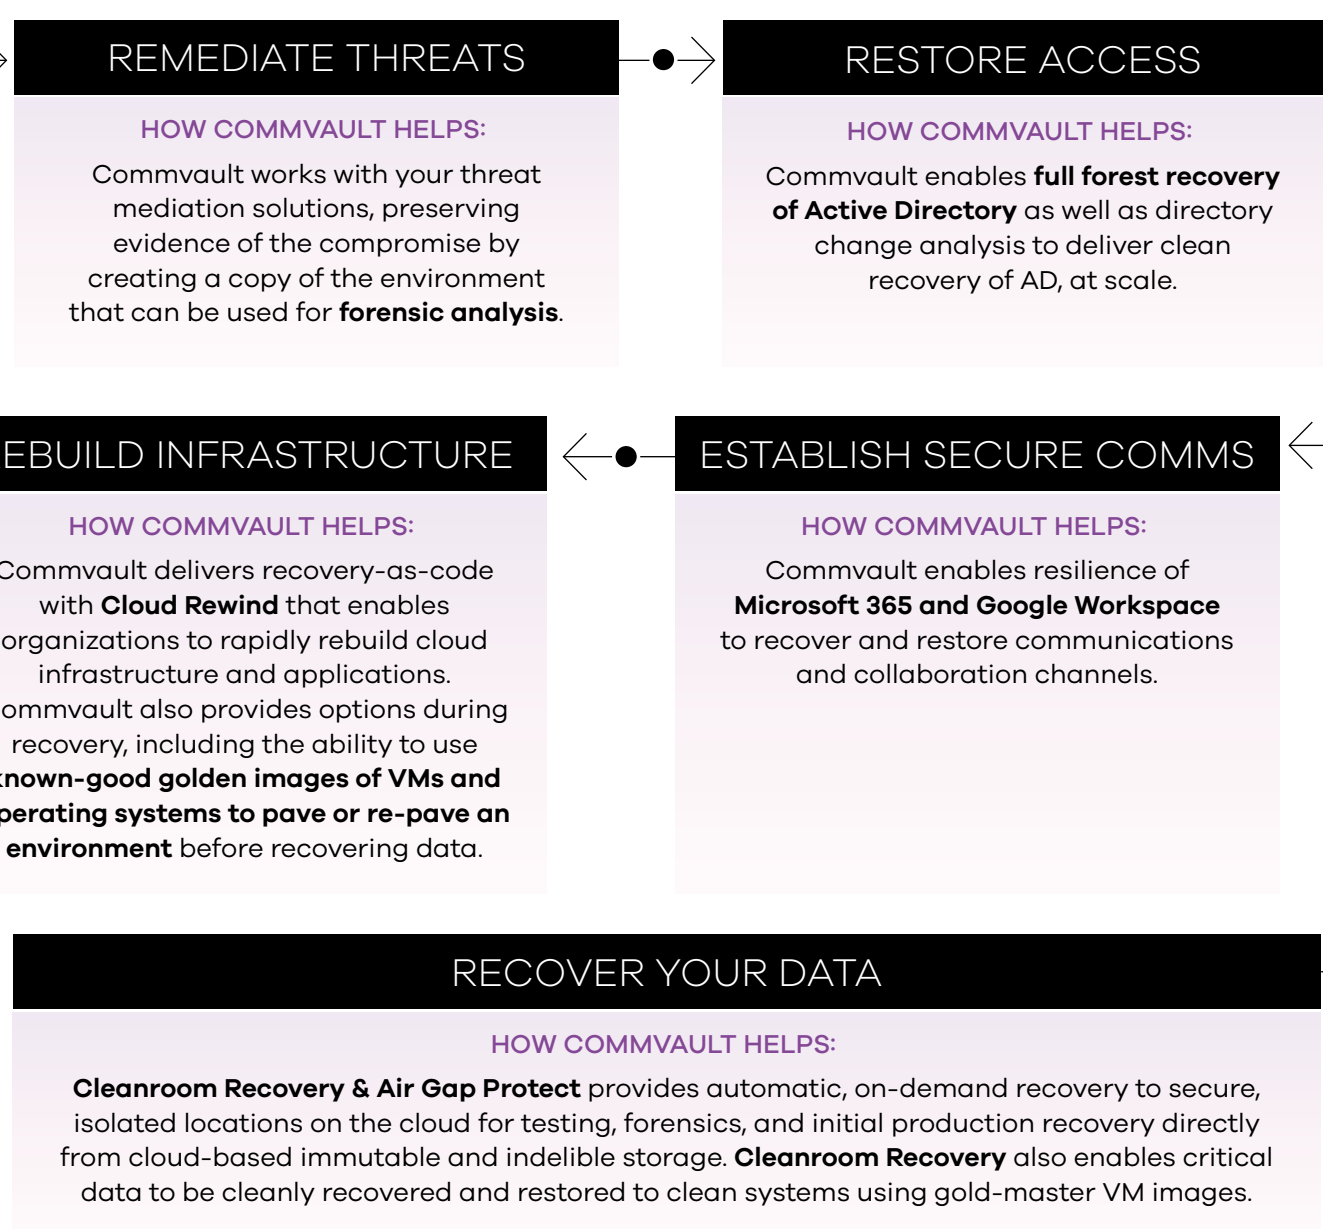 REMEDIATE THREATS
HOW COMMVAULT HELPS:
Commvault works with your threat
mediation solutions, preserving
evidence of the compromise by
creating a copy of the environment
that can be used for forensic analysis.
RESTORE ACCESS
HOW COMMVAULT HELPS:
Commvault enables full forest recovery
of Active Directory as well as directory
change analysis to deliver clean
recovery of AD, at scale.
EBUILD INFRASTRUCTURE
HOW COMMVAULT HELPS:
Commvault delivers recovery-as-code
with Cloud Rewind that enables
organizations to rapidly rebuild cloud
infrastructure and applications.
ommvault also provides options during
recovery, including the ability to use
known-good golden images of VMs and
perating systems to pave or re-pave an
environment before recovering data.
ESTABLISH SECURE COMMS
HOW COMMVAULT HELPS:
Commvault enables resilience of
Microsoft 365 and Google Workspace
to recover and restore communications
and collaboration channels.
RECOVER YOUR DATA
HOW COMMVAULT HELPS:
Cleanroom Recovery & Air Gap Protect provides automatic, on-demand recovery to secure,
isolated locations on the cloud for testing, forensics, and initial production recovery directly
from cloud-based immutable and indelible storage. Cleanroom Recovery also enables critical
data to be cleanly recovered and restored to clean systems using gold-master VM images.